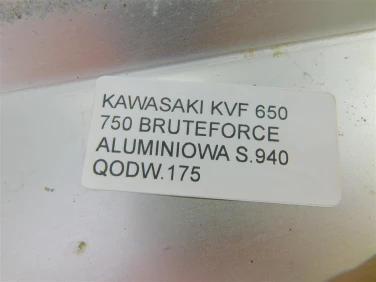 KAWASAKI KVF 650
750 BRUTEFORCE
ALUMINIOWA S.940
QODW.175